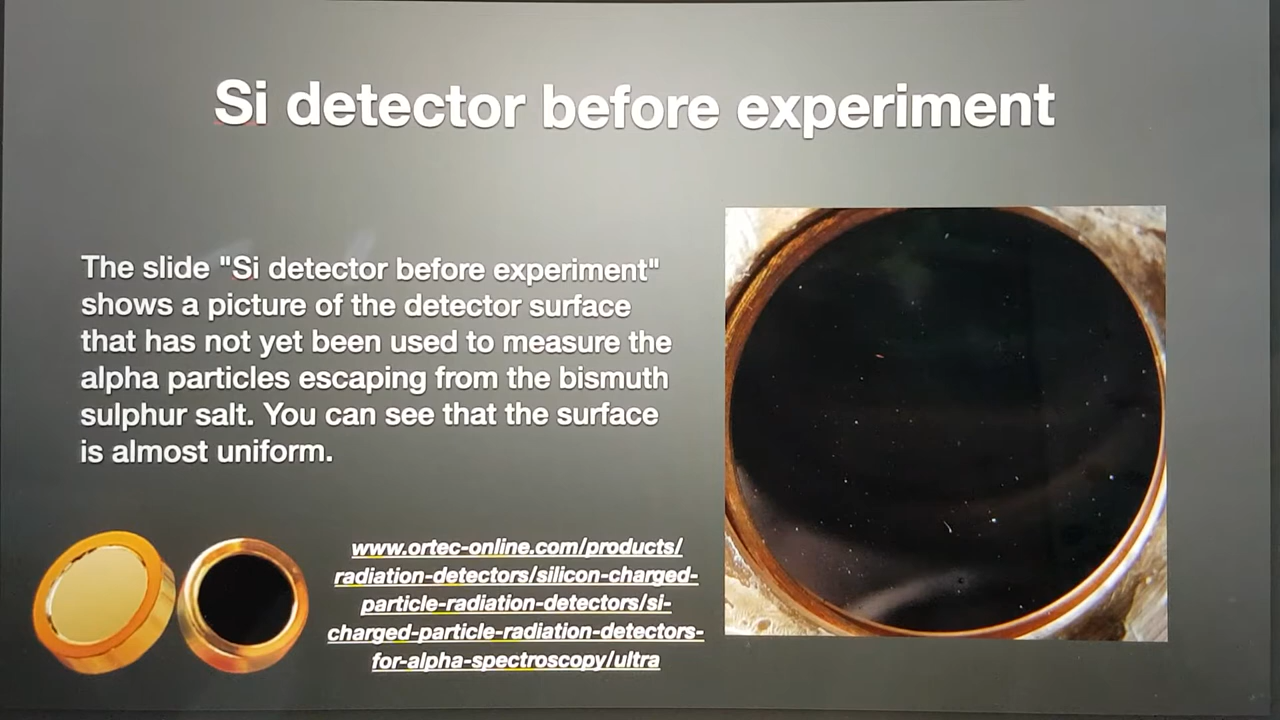 Si detector before experiment
The slide "Si detector before experiment"
shows a picture of the detector surface
that has not yet been used to measure the
alpha particles escaping from the bismuth
sulphur salt. You can see that the surface
is almost uniform.
www.ortec-online.com/products/
radiation-detectors/silicon-charged-
particle-radiation-detectors/si-
charged-particle-radiation-detectors-
for-alpha-spectroscopy/ultra